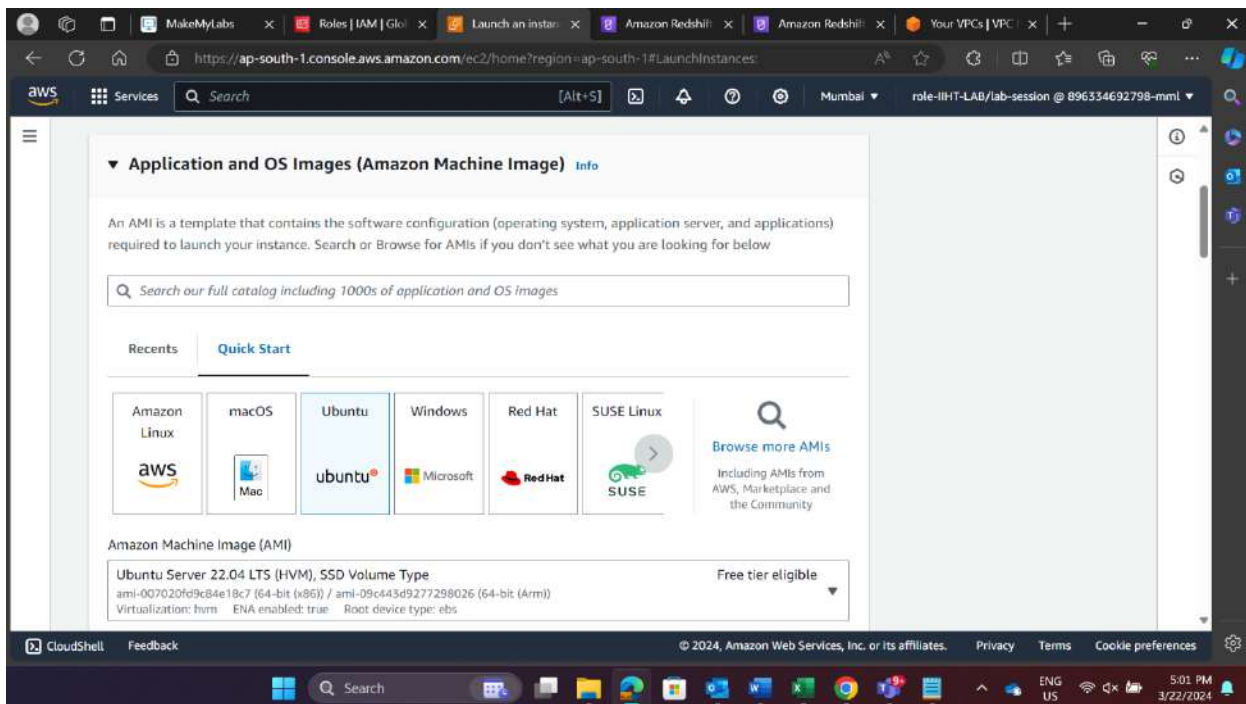 MakeMyLabs
Roles | IAM | Glol
Launch an instan
Amazon Redshift
Amazon Redshift
Your VPCs | VPC
https://ap-south-1.console.aws.amazon.com/ec2/home?region=ap-south-1#LaunchInstances:
aws
Services
Search
[Alt+S]
Mumbai ▼
role-IIHT-LAB/lab-session @ 896334692798-mml ▼
▼ Application and OS Images (Amazon Machine Image) Info
An AMI is a template that contains the software configuration (operating system, application server, and applications)
required to launch your instance. Search or Browse for AMIs if you don't see what you are looking for below
Search our full catalog including 1000s of application and OS images
Recents
Quick Start
Amazon
Linux
aws
macOS
Mac
Ubuntu
ubuntu®
Windows
Microsoft
Red Hat
Red Hat
SUSE Linux
SUSE
Browse more AMIs
Including AMIs from
AWS, Marketplace and
the Community
Amazon Machine Image (AMI)
Ubuntu Server 22.04 LTS (HVM), SSD Volume Type
Free tier eligible
ami-007020fd9c84e18c7 (64-bit (x86)) / ami-09c443d9277298026 (64-bit (Arm))
Virtualization: hvm ENA enabled: true Root device type: ebs
CloudShell
Feedback
© 2024, Amazon Web Services, Inc. or its affiliates.
Privacy
Terms
Cookie preferences
Search
9+
ENG
US
5:01 PM
3/22/2024